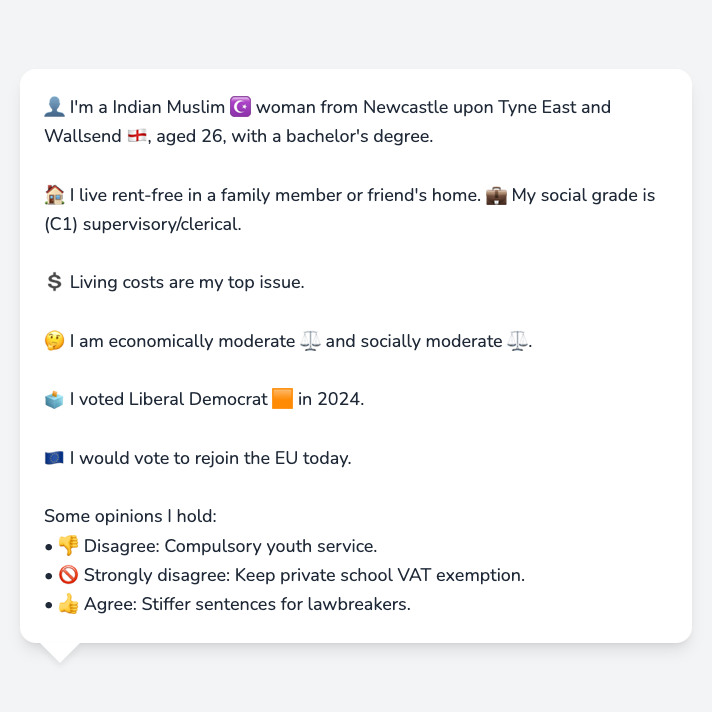 👤 I'm a Indian Muslim ☪️ woman from Newcastle upon Tyne East and
Wallsend 🏴󠁧󠁢󠁥󠁮󠁧󠁿, aged 26, with a bachelor's degree.
🏠 I live rent-free in a family member or friend's home. 💼 My social grade is
(C1) supervisory/clerical.
💲 Living costs are my top issue.
🤔 I am economically moderate ⚖️ and socially moderate ⚖️.
🗳️ I voted Liberal Democrat 🟧 in 2024.
🇪🇺 I would vote to rejoin the EU today.
Some opinions I hold:
• 👎 Disagree: Compulsory youth service.
• 🚫 Strongly disagree: Keep private school VAT exemption.
• 👍 Agree: Stiffer sentences for lawbreakers.